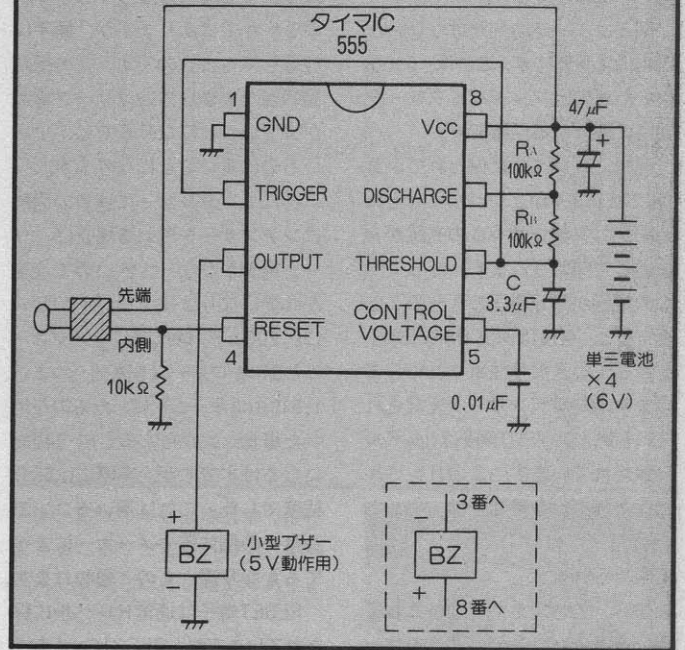 タイマIC
555
1
GND
TRIGGER
OUTPUT
RESET
4
8
Vcc
DISCHARGE
THRESHOLD
CONTROL
VOLTAGE
5
47μF
+
RA
100kΩ
RB
100kΩ
C
3.3μF
0.01μF
単三電池
×4
(6V)
先端
内側
10kΩ
+
BZ
−
小型ブザー
(5V動作用)
3番へ
−
BZ
+
8番へ